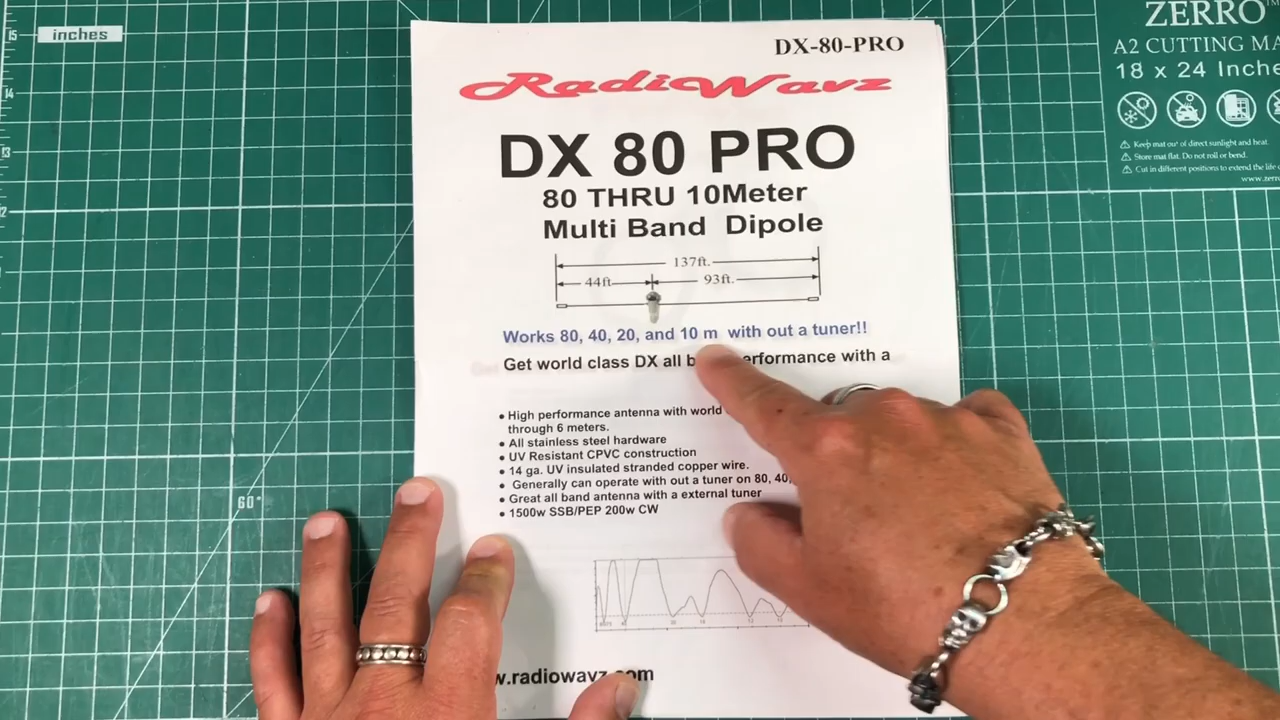 inches
15
14
13
12
60°
ZERRO™
A2 CUTTING MA
18 x 24 Inche
Keep mat out of direct sunlight and heat.
Store mat flat. Do not roll or bend.
Cut in different positions to extend the life
www.zerr
DX-80-PRO
RadioWavz
DX 80 PRO
80 THRU 10Meter
Multi Band Dipole
137ft.
44ft 93ft.
Works 80, 40, 20, and 10 m with out a tuner!!
Get world class DX all b erformance with a
• High performance antenna with world
through 6 meters.
• All stainless steel hardware
• UV Resistant CPVC construction
• 14 ga. UV insulated stranded copper wire.
• Generally can operate with out a tuner on 80, 40,
• Great all band antenna with a external tuner
• 1500w SSB/PEP 200w CW
w.radiowavz.com